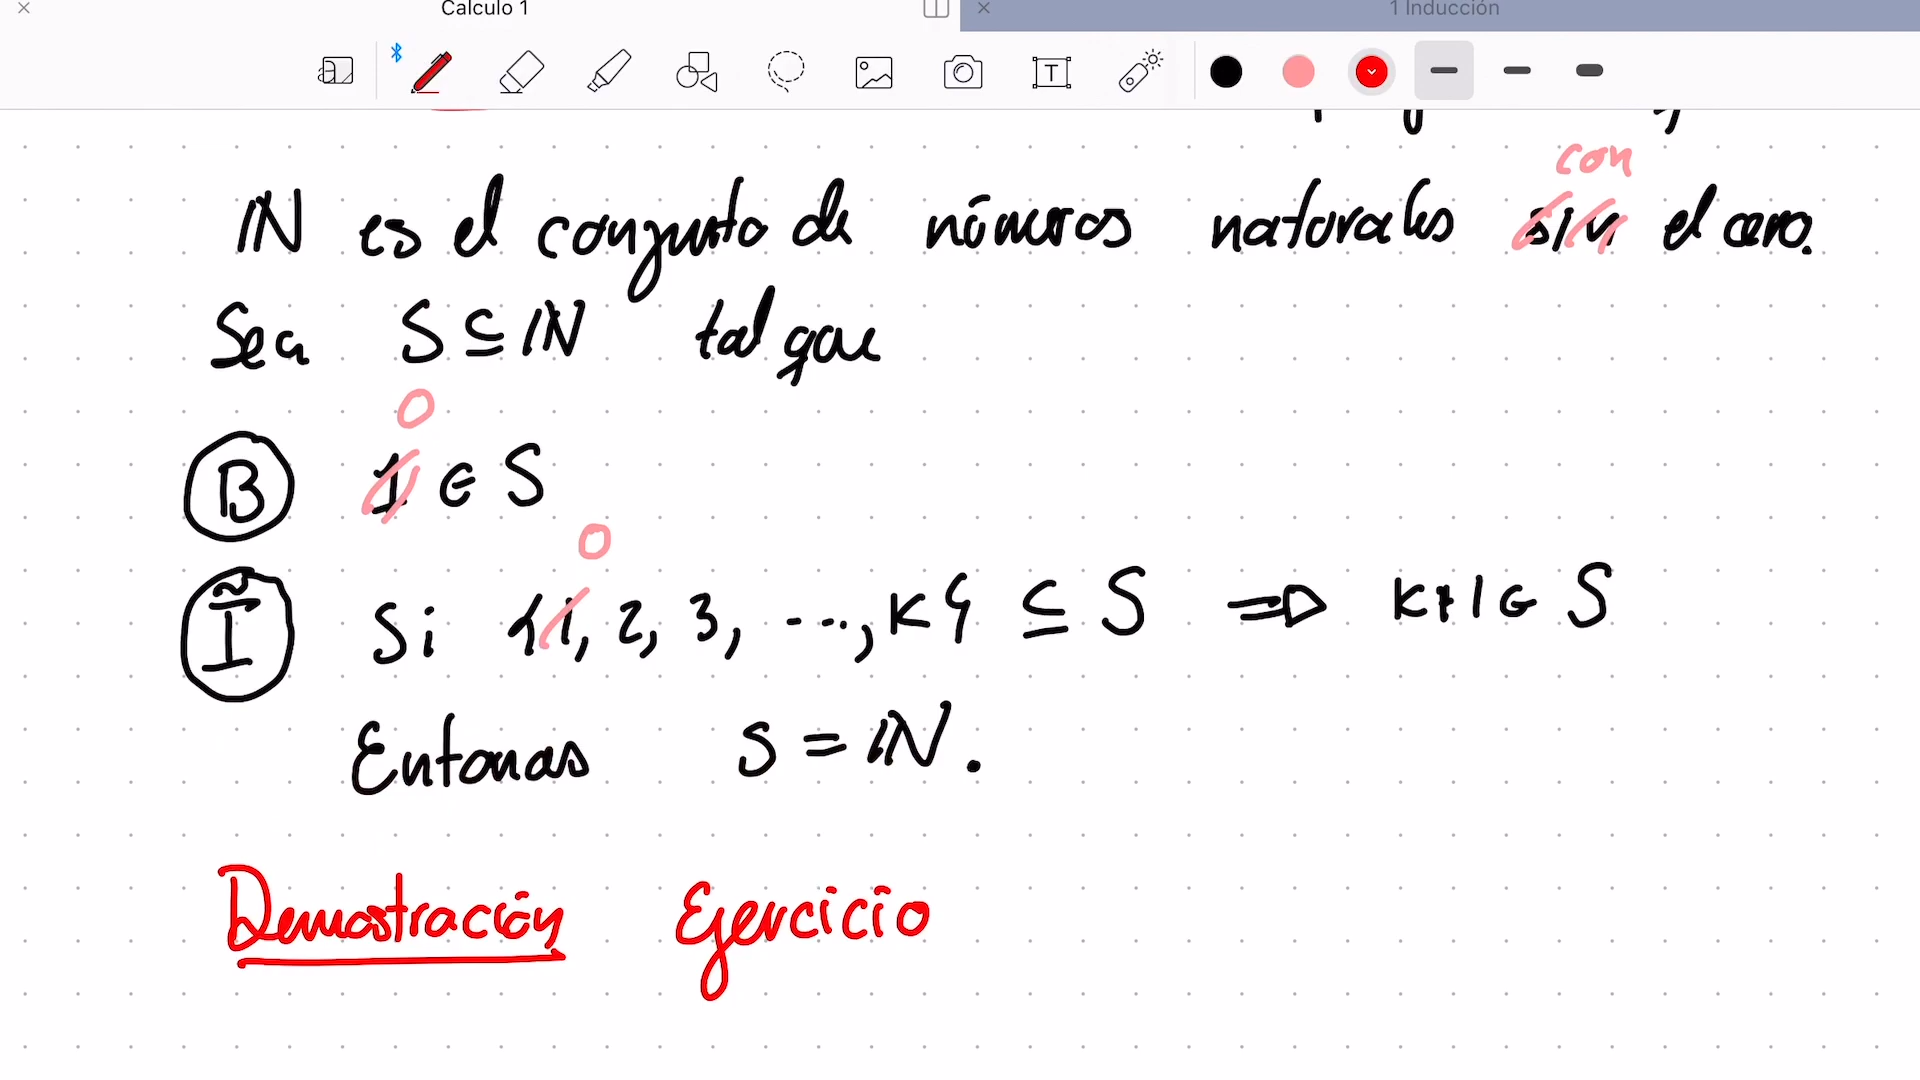 Calculo 1
1 Inducción
con
IN es el conjunto de números naturales sin el cero.
Sea S ⊆ IN tal que
0
B 1 ∈ S
0
Ĩ Si {1, 2, 3, ..., K} ⊆ S ⇒ K+1 ∈ S
Entonces S = IN.
Demostración Ejercicio